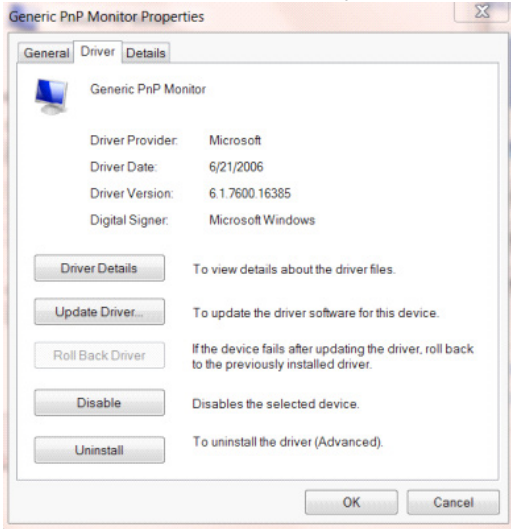 Generic PnP Monitor Properties
General Driver Details
Generic PnP Monitor
Driver Provider: Microsoft
Driver Date: 6/21/2006
Driver Version: 6.1.7600.16385
Digital Signer: Microsoft Windows
Driver Details To view details about the driver files.
Update Driver... To update the driver software for this device.
Roll Back Driver If the device fails after updating the driver, roll back
to the previously installed driver.
Disable Disables the selected device.
Uninstall To uninstall the driver (Advanced).
OK Cancel